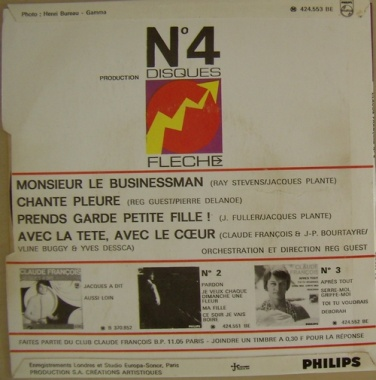 Photo : Henri Bureau - Gamma
424.553 BE
PHILIPS
N° 4
PRODUCTION
DISQUES
FLECHE
MONSIEUR LE BUSINESSMAN (RAY STEVENS/JACQUES PLANTE)
CHANTE PLEURE (REG GUEST/PIERRE DELANOE)
PRENDS GARDE PETITE FILLE ! (J. FULLER/JACQUES PLANTE)
AVEC LA TETE, AVEC LE CŒUR (CLAUDE FRANÇOIS & J-P. BOURTAYRE/
VLINE BUGGY & YVES DESSCA)
ORCHESTRATION ET DIRECTION REG GUEST
CLAUDE FRANÇOIS
JACQUES A DIT
AUSSI LOIN
B 370.652
N° 2
PARDON
JE VEUX CHAQUE
DIMANCHE UNE
FLEUR
MA FILLE
CE SOIR JE VAIS
BOIRE
424.551 BE
N° 3
APRÈS TOUT
SERRE-MOI,
GRIFFE-MOI
TOI TU VOUDRAIS
DEBORAH
424.552 BE
FAITES PARTIE DU CLUB CLAUDE FRANÇOIS B.P. 11.05 PARIS - JOINDRE UN TIMBRE A 0,30 F POUR LA RÉPONSE
Enregistrements Londres et Studio Europa-Sonor, Paris
PRODUCTION S.A. CRÉATIONS ARTISTIQUES
PHILIPS